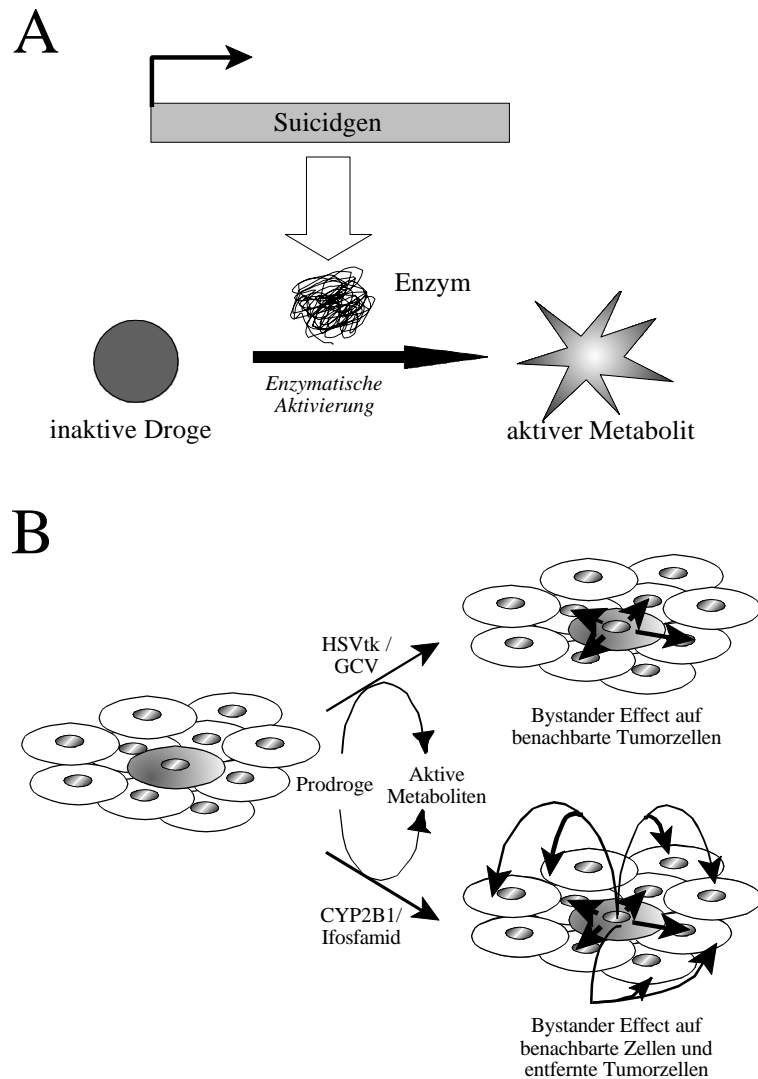 A
Suicidgen
Enzym
Enzymatische
Aktivierung
inaktive Droge
aktiver Metabolit
B
HSVtk /
GCV
Bystander Effect auf
benachbarte Tumorzellen
Prodroge
Aktive
Metaboliten
CYP2B1/
Ifosfamid
Bystander Effect auf
benachbarte Zellen und
entfernte Tumorzellen